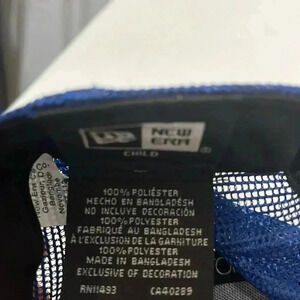 NEW
ERA
CHILD
100% POLIÉSTER
HECHO EN BANGLADÉSH
NO INCLUYE DECORACIÓN
100% POLYESTER
FABRIQUÉ AU BANGLADESH
À L'EXCLUSION DE LA GARNITURE
100% POLYESTER
MADE IN BANGLADESH
EXCLUSIVE OF DECORATION
RN11493 CA40289